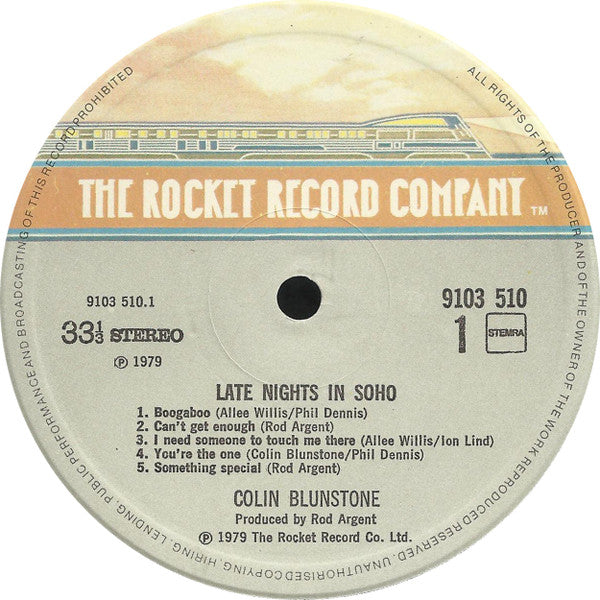 ALL RIGHTS OF THE PRODUCER AND OF THE OWNER OF THE WORK REPRODUCED RESERVED. UNAUTHORISED COPYING, HIRING, LENDING, PUBLIC PERFORMANCE AND BROADCASTING OF THIS RECORD PROHIBITED
THE ROCKET RECORD COMPANY TM
9103 510.1
9103 510
33⅓ STEREO
1 STEMRA
℗ 1979
LATE NIGHTS IN SOHO
1. Boogaboo (Allee Willis/Phil Dennis)
2. Can't get enough (Rod Argent)
3. I need someone to touch me there (Allee Willis/Ion Lind)
4. You're the one (Colin Blunstone/Phil Dennis)
5. Something special (Rod Argent)
COLIN BLUNSTONE
Produced by Rod Argent
℗ 1979 The Rocket Record Co. Ltd.